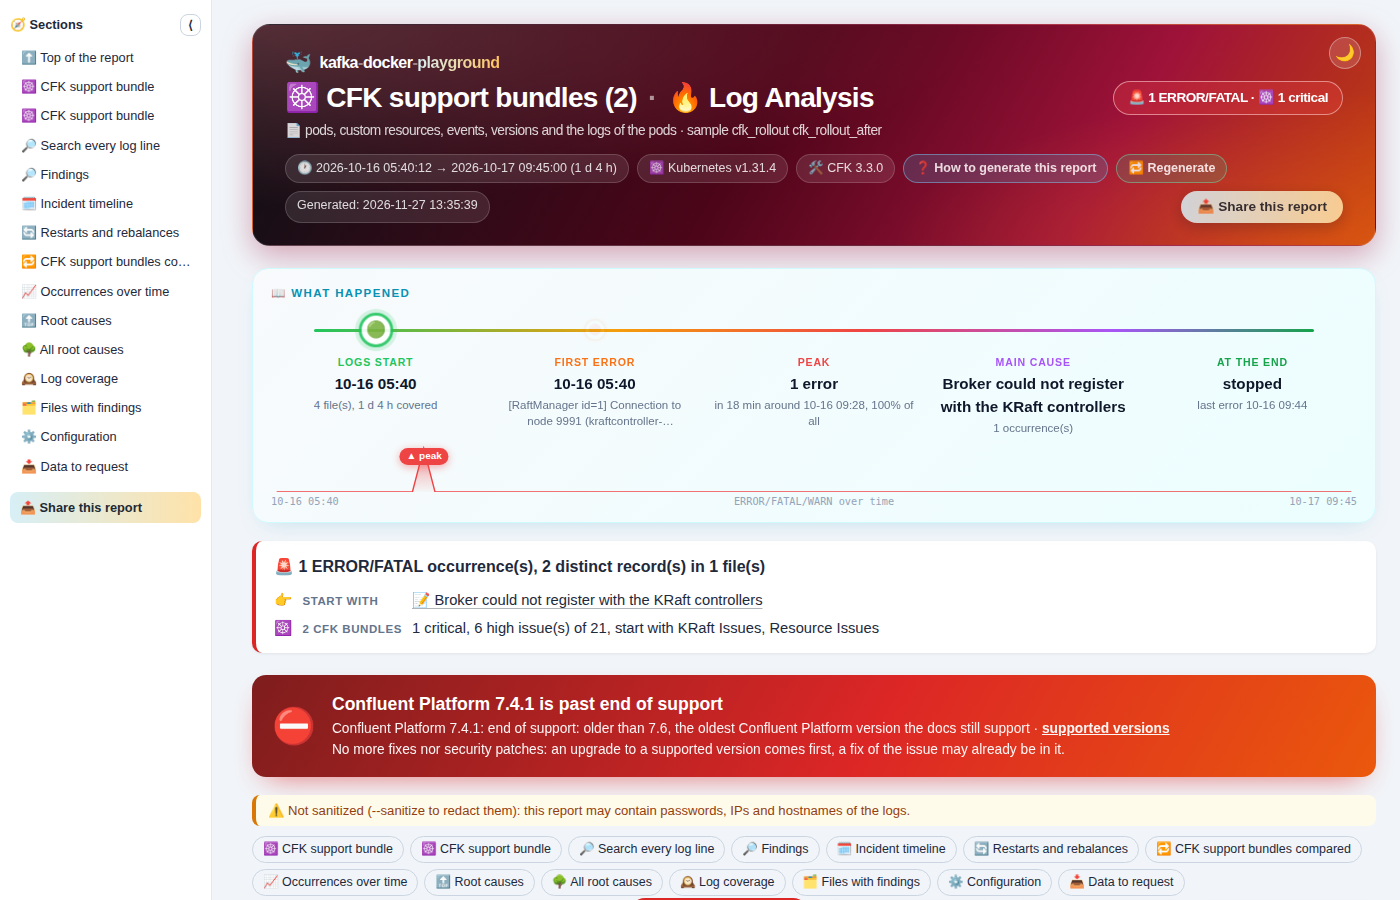 Sections
Top of the report
CFK support bundle
CFK support bundle
Search every log line
Findings
Incident timeline
Restarts and rebalances
CFK support bundles co…
Occurrences over time
Root causes
All root causes
Log coverage
Files with findings
Configuration
Data to request
Share this report
kafka-docker-playground
CFK support bundles (2) · Log Analysis
1 ERROR/FATAL · 1 critical
pods, custom resources, events, versions and the logs of the pods · sample cfk_rollout cfk_rollout_after
2026-10-16 05:40:12 → 2026-10-17 09:45:00 (1 d 4 h)
Kubernetes v1.31.4
CFK 3.3.0
How to generate this report
Regenerate
Generated: 2026-11-27 13:35:39
Share this report
WHAT HAPPENED
LOGS START
10-16 05:40
4 file(s), 1 d 4 h covered
FIRST ERROR
10-16 05:40
[RaftManager id=1] Connection to
node 9991 (kraftcontroller-…
PEAK
1 error
in 18 min around 10-16 09:28, 100% of
all
MAIN CAUSE
Broker could not register
with the KRaft controllers
1 occurrence(s)
AT THE END
stopped
last error 10-16 09:44
▲ peak
10-16 05:40
ERROR/FATAL/WARN over time
10-17 09:45
1 ERROR/FATAL occurrence(s), 2 distinct record(s) in 1 file(s)
START WITH
Broker could not register with the KRaft controllers
2 CFK BUNDLES
1 critical, 6 high issue(s) of 21, start with KRaft Issues, Resource Issues
Confluent Platform 7.4.1 is past end of support
Confluent Platform 7.4.1: end of support: older than 7.6, the oldest Confluent Platform version the docs still support · supported versions
No more fixes nor security patches: an upgrade to a supported version comes first, a fix of the issue may already be in it.
Not sanitized (--sanitize to redact them): this report may contain passwords, IPs and hostnames of the logs.
CFK support bundle
CFK support bundle
Search every log line
Findings
Incident timeline
Restarts and rebalances
CFK support bundles compared
Occurrences over time
Root causes
All root causes
Log coverage
Files with findings
Configuration
Data to request